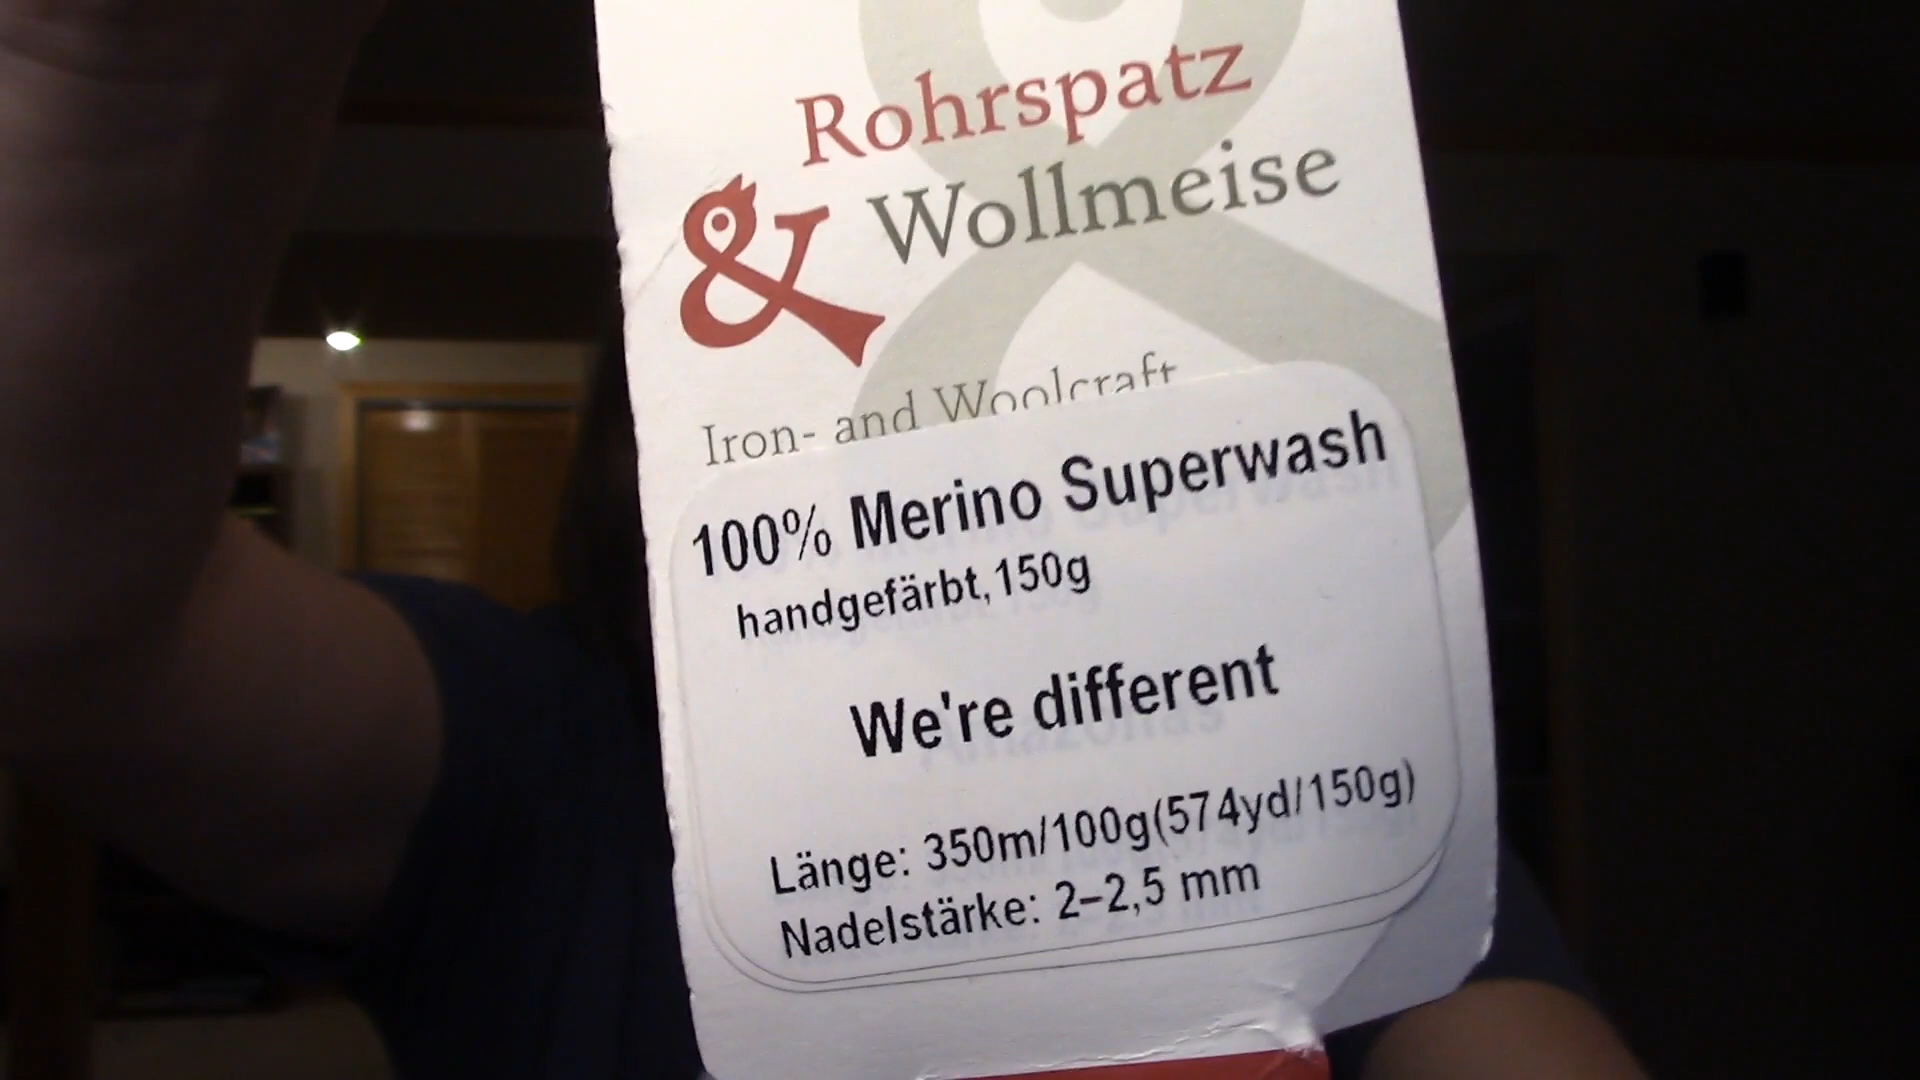 Rohrspatz
& Wollmeise
Iron- and Woolcraft
100% Merino Superwash
handgefärbt, 150g
We're different
Länge: 350m/100g(574yd/150g)
Nadelstärke: 2–2,5 mm